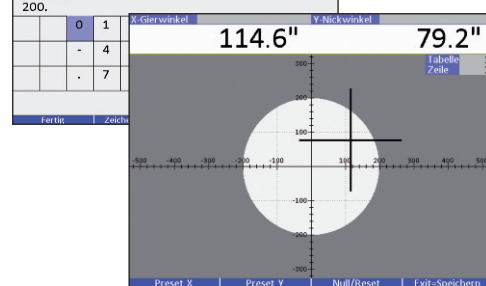 200.
0 1
- 4
. 7
Fertig Zeiche
X-Gierwinkel Y-Nickwinkel
114.6" 79.2"
Tabelle
Zeile
300
200
100
-500 -400 -300 -200 -100 100 200 300 400 500
-100
-200
-300
Preset X Preset Y Null/Reset Exit=Speichern